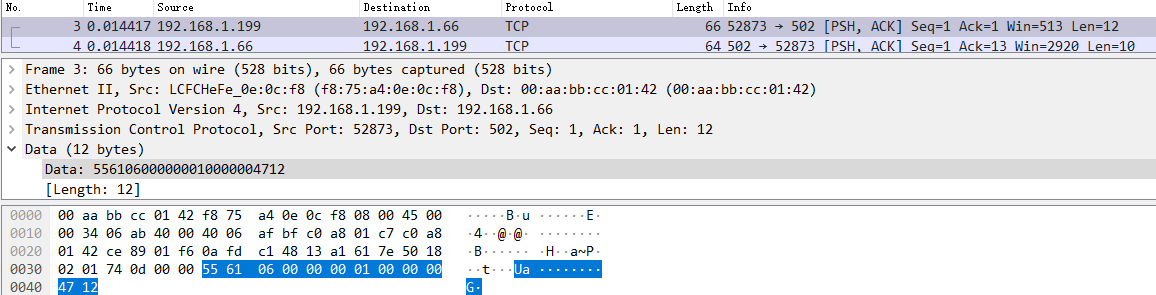 No. Time Source Destination Protocol Length Info
3 0.014417 192.168.1.199 192.168.1.66 TCP 66 52873 → 502 [PSH, ACK] Seq=1 Ack=1 Win=513 Len=12
4 0.014418 192.168.1.66 192.168.1.199 TCP 64 502 → 52873 [PSH, ACK] Seq=1 Ack=13 Win=2920 Len=10
Frame 3: 66 bytes on wire (528 bits), 66 bytes captured (528 bits)
Ethernet II, Src: LCFCHeFe_0e:0c:f8 (f8:75:a4:0e:0c:f8), Dst: 00:aa:bb:cc:01:42 (00:aa:bb:cc:01:42)
Internet Protocol Version 4, Src: 192.168.1.199, Dst: 192.168.1.66
Transmission Control Protocol, Src Port: 52873, Dst Port: 502, Seq: 1, Ack: 1, Len: 12
Data (12 bytes)
Data: 556106000000010000004712
[Length: 12]
0000 00 aa bb cc 01 42 f8 75 a4 0e 0c f8 08 00 45 00 ·····B·u ······E·
0010 00 34 06 ab 40 00 40 06 af bf c0 a8 01 c7 c0 a8 ·4··@·@· ········
0020 01 42 ce 89 01 f6 0a fd c1 48 13 a1 61 7e 50 18 ·B······ ·H··a~P·
0030 02 01 74 0d 00 00 55 61 06 00 00 00 01 00 00 00 ··t···Ua ········
0040 47 12 G·